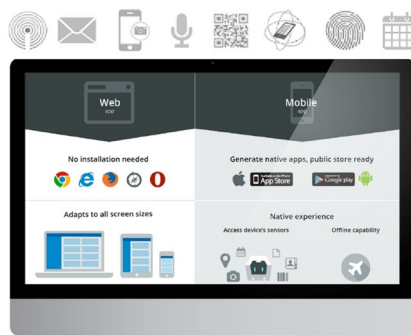 Web
app
Mobile
app
No installation needed
Generate native apps, public store ready
App Store
Google play
Adapts to all screen sizes
Native experience
Access device's sensors
Offline capability